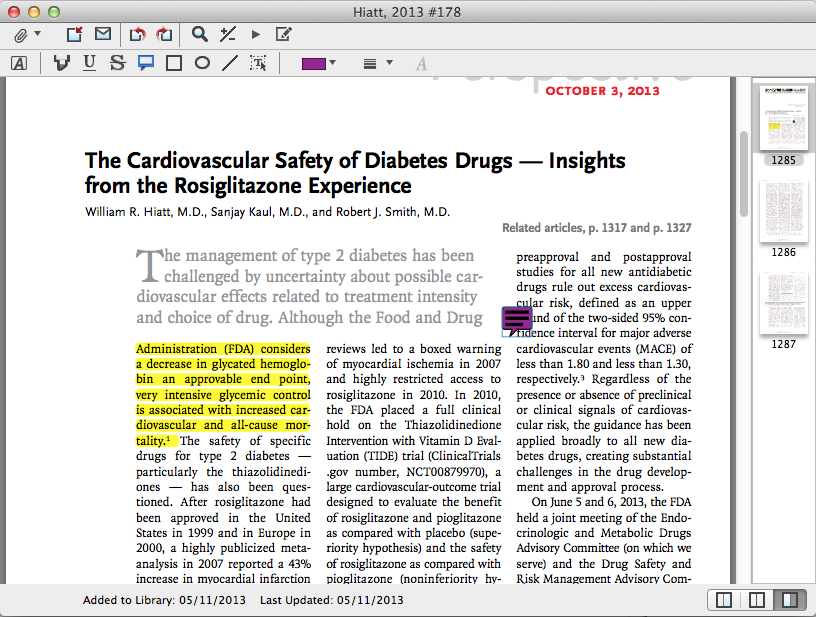 Hiatt, 2013 #178
A
U
S
T
A
Perspective
OCTOBER 3, 2013
The Cardiovascular Safety of Diabetes Drugs — Insights
from the Rosiglitazone Experience
William R. Hiatt, M.D., Sanjay Kaul, M.D., and Robert J. Smith, M.D.
Related articles, p. 1317 and p. 1327
The management of type 2 diabetes has been
challenged by uncertainty about possible car-
diovascular effects related to treatment intensity
and choice of drug. Although the Food and Drug
Administration (FDA) considers
a decrease in glycated hemoglo-
bin an approvable end point,
very intensive glycemic control
is associated with increased car-
diovascular and all-cause mor-
tality.¹ The safety of specific
drugs for type 2 diabetes —
particularly the thiazolidinedi-
ones — has also been ques-
tioned. After rosiglitazone had
been approved in the United
States in 1999 and in Europe in
2000, a highly publicized meta-
analysis in 2007 reported a 43%
increase in myocardial infarction
reviews led to a boxed warning
of myocardial ischemia in 2007
and highly restricted access to
rosiglitazone in 2010. In 2010,
the FDA placed a full clinical
hold on the Thiazolidinedione
Intervention with Vitamin D Eval-
uation (TIDE) trial (ClinicalTrials
.gov number, NCT00879970), a
large cardiovascular-outcome trial
designed to evaluate the benefit
of rosiglitazone and pioglitazone
as compared with placebo (supe-
riority hypothesis) and the safety
of rosiglitazone as compared with
pioglitazone (noninferiority hy-
preapproval and postapproval
studies for all new antidiabetic
drugs rule out excess cardiovas-
cular risk, defined as an upper
und of the two-sided 95% con-
fidence interval for major adverse
cardiovascular events (MACE) of
less than 1.80 and less than 1.30,
respectively.³ Regardless of the
presence or absence of preclinical
or clinical signals of cardiovas-
cular risk, the guidance has been
applied broadly to all new dia-
betes drugs, creating substantial
challenges in the drug develop-
ment and approval process.
On June 5 and 6, 2013, the FDA
held a joint meeting of the Endo-
crinologic and Metabolic Drugs
Advisory Committee (on which we
serve) and the Drug Safety and
Risk Management Advisory Com-
1285
1286
1287
Added to Library: 05/11/2013 Last Updated: 05/11/2013